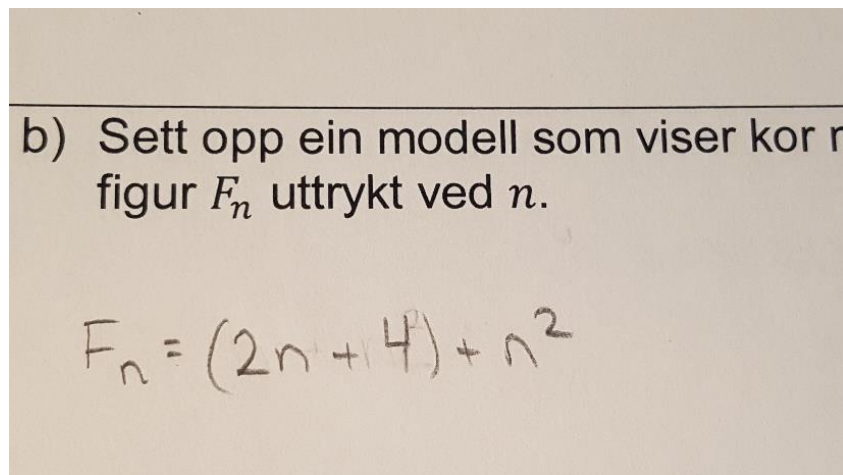 b) Sett opp ein modell som viser kor
figur Fₙ uttrykt ved n.
Fₙ = (2n + 4) + n²